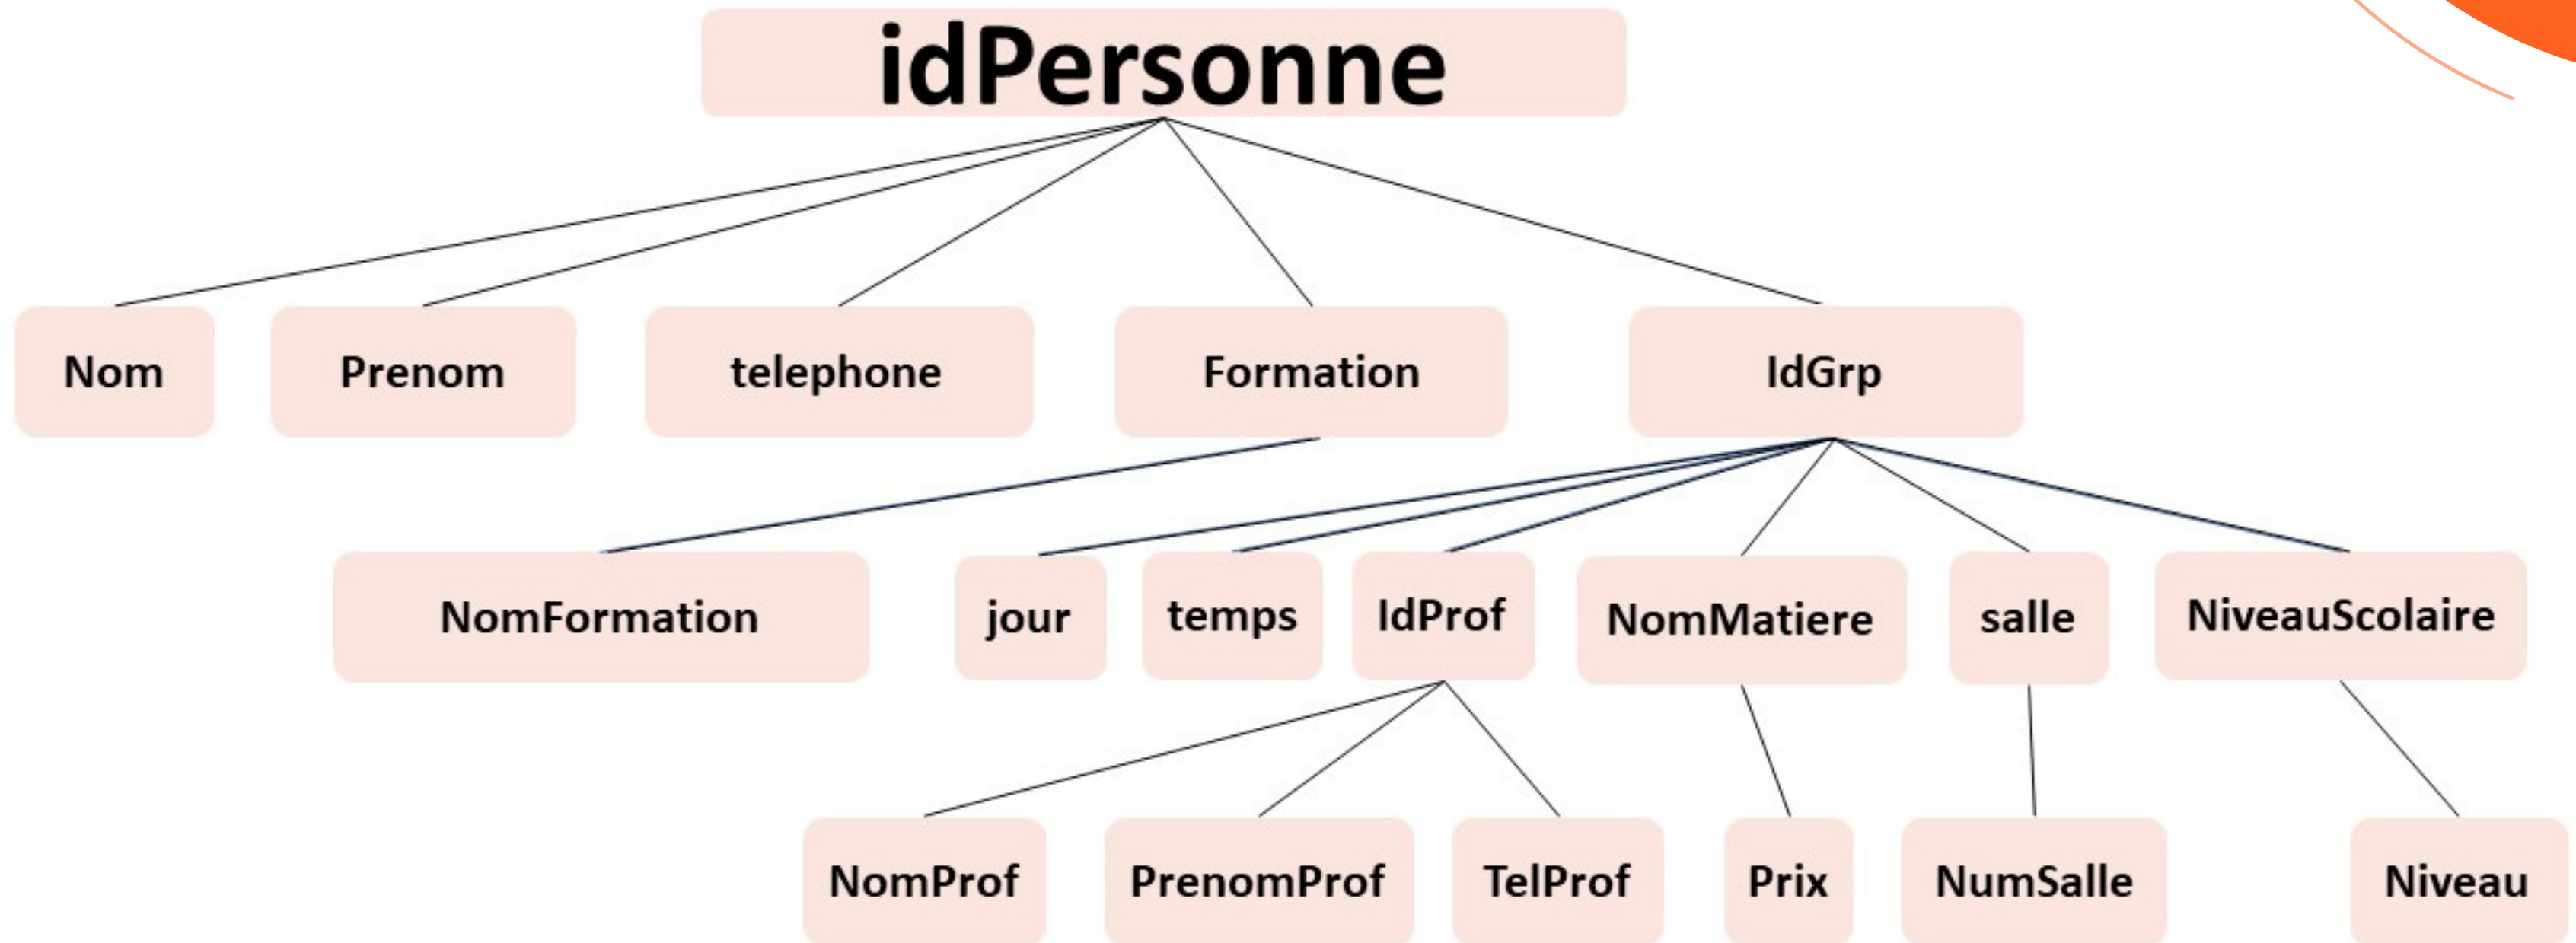 idPersonne
Nom
Prenom
telephone
Formation
IdGrp
NomFormation
jour
temps
IdProf
NomMatiere
salle
NiveauScolaire
NomProf
PrenomProf
TelProf
Prix
NumSalle
Niveau